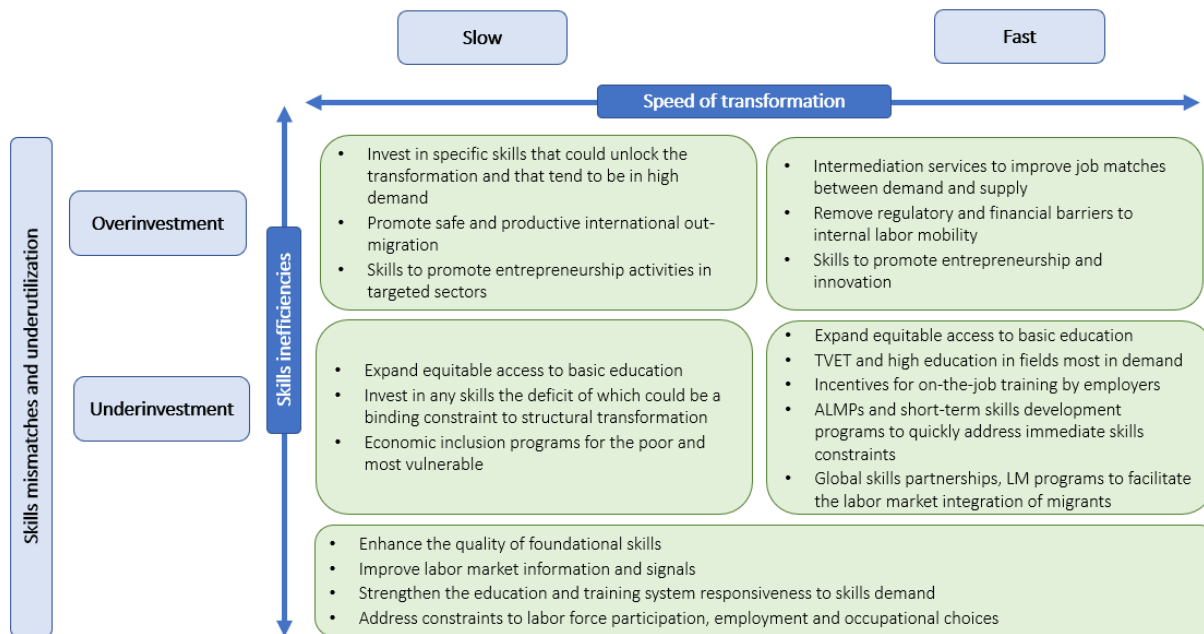 Slow
Fast
Speed of transformation
Skills mismatches and underutilization
Overinvestment
Underinvestment
Skills inefficiencies
• Invest in specific skills that could unlock the
transformation and that tend to be in high
demand
• Promote safe and productive international out-
migration
• Skills to promote entrepreneurship activities in
targeted sectors
• Intermediation services to improve job matches
between demand and supply
• Remove regulatory and financial barriers to
internal labor mobility
• Skills to promote entrepreneurship and
innovation
• Expand equitable access to basic education
• Invest in any skills the deficit of which could be a
binding constraint to structural transformation
• Economic inclusion programs for the poor and
most vulnerable
• Expand equitable access to basic education
• TVET and high education in fields most in demand
• Incentives for on-the-job training by employers
• ALMPs and short-term skills development
programs to quickly address immediate skills
constraints
• Global skills partnerships, LM programs to facilitate
the labor market integration of migrants
• Enhance the quality of foundational skills
• Improve labor market information and signals
• Strengthen the education and training system responsiveness to skills demand
• Address constraints to labor force participation, employment and occupational choices